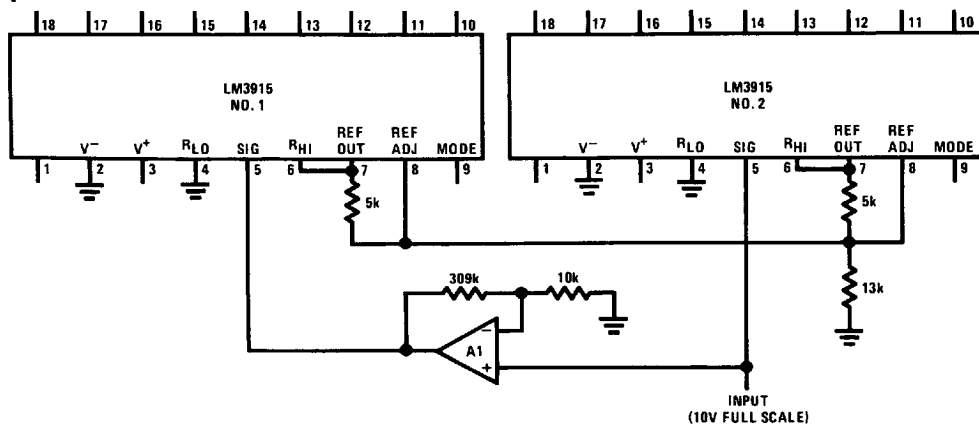 18 17 16 15 14 13 12 11 10
18 17 16 15 14 13 12 11 10
LM3915
NO. 1
LM3915
NO. 2
V− V+ RLO SIG RHI REF OUT REF ADJ MODE
1 2 3 4 5 6 7 8 9
V− V+ RLO SIG RHI REF OUT REF ADJ MODE
1 2 3 4 5 6 7 8 9
5k
5k
309k
10k
13k
−
A1
+
INPUT
(10V FULL SCALE)